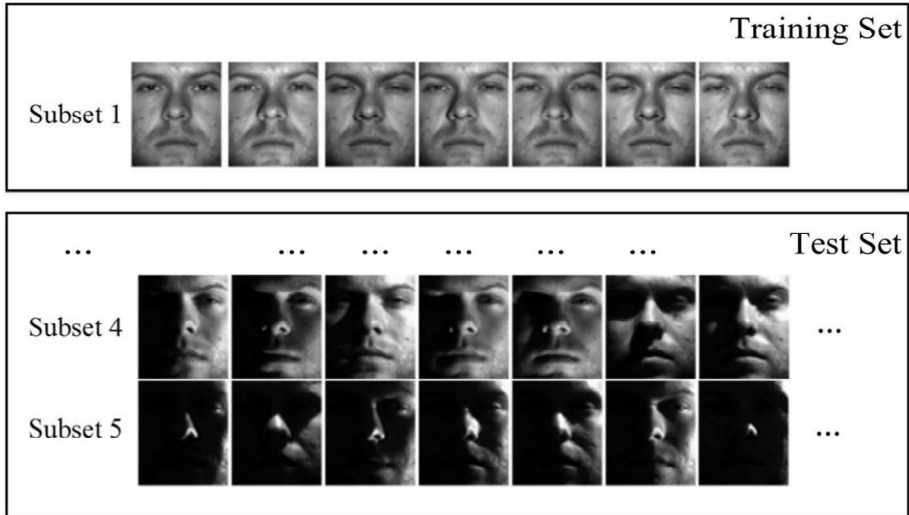 Training Set
Subset 1
... ... ... ... ... ...
Test Set
Subset 4 ...
Subset 5 ...